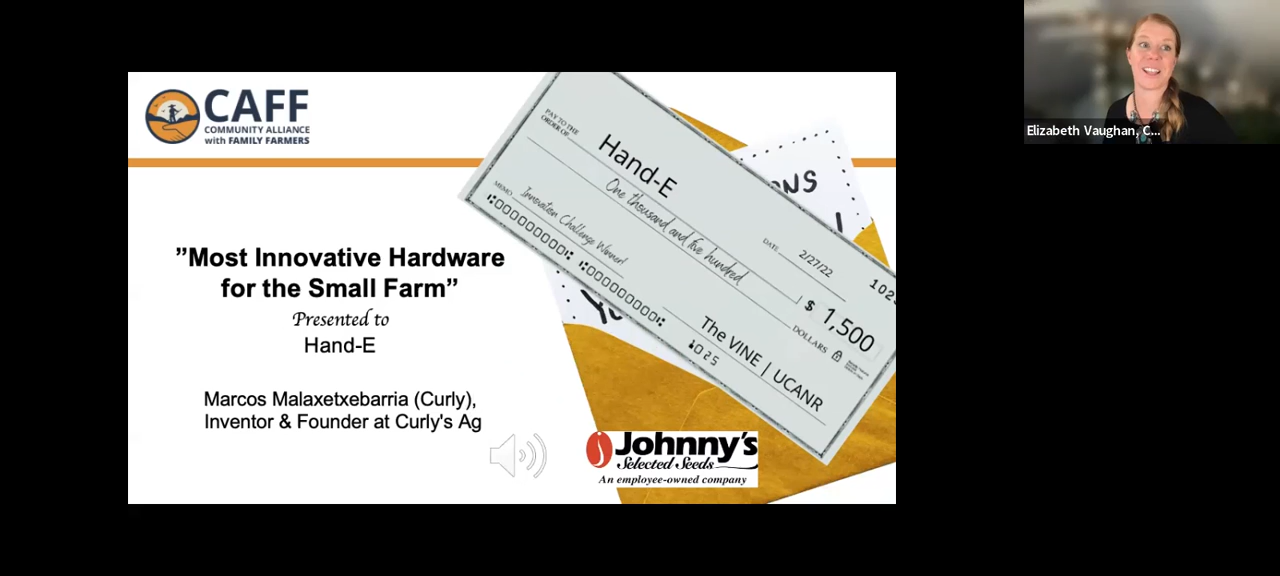 CAFF
COMMUNITY ALLIANCE
with FAMILY FARMERS
”Most Innovative Hardware
for the Small Farm”
Presented to
Hand-E
Marcos Malaxetxebarria (Curly),
Inventor & Founder at Curly's Ag
PAY TO THE
ORDER OF
Hand-E
One thousand and five hundred
DATE 2/27/22
$ 1,500
DOLLARS
MEMO Innovation Challenge Winner!
The VINE | UCANR
⑆000000000⑆ ⑆000000000⑆ 1025
Johnny's
Selected Seeds
An employee-owned company
Elizabeth Vaughan, C...